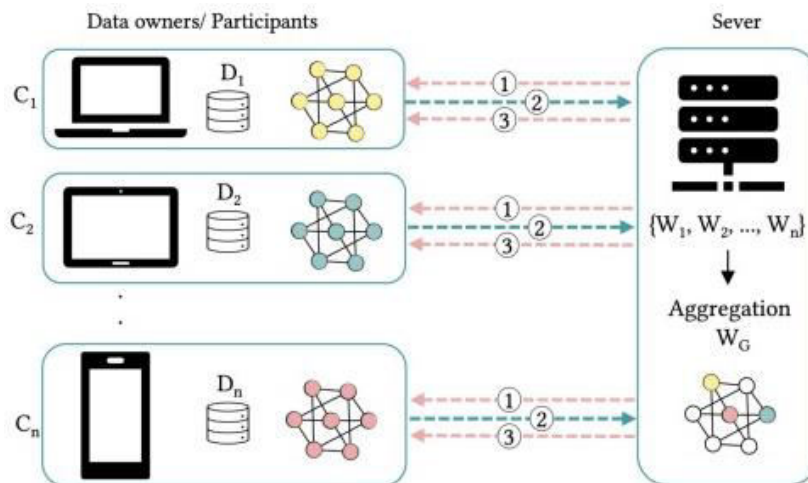 Data owners/ Participants
Sever
C₁
D₁
①
②
③
C₂
D₂
①
②
③
{W₁, W₂, ..., Wₙ}
Aggregation
W_G
Cₙ
Dₙ
①
②
③